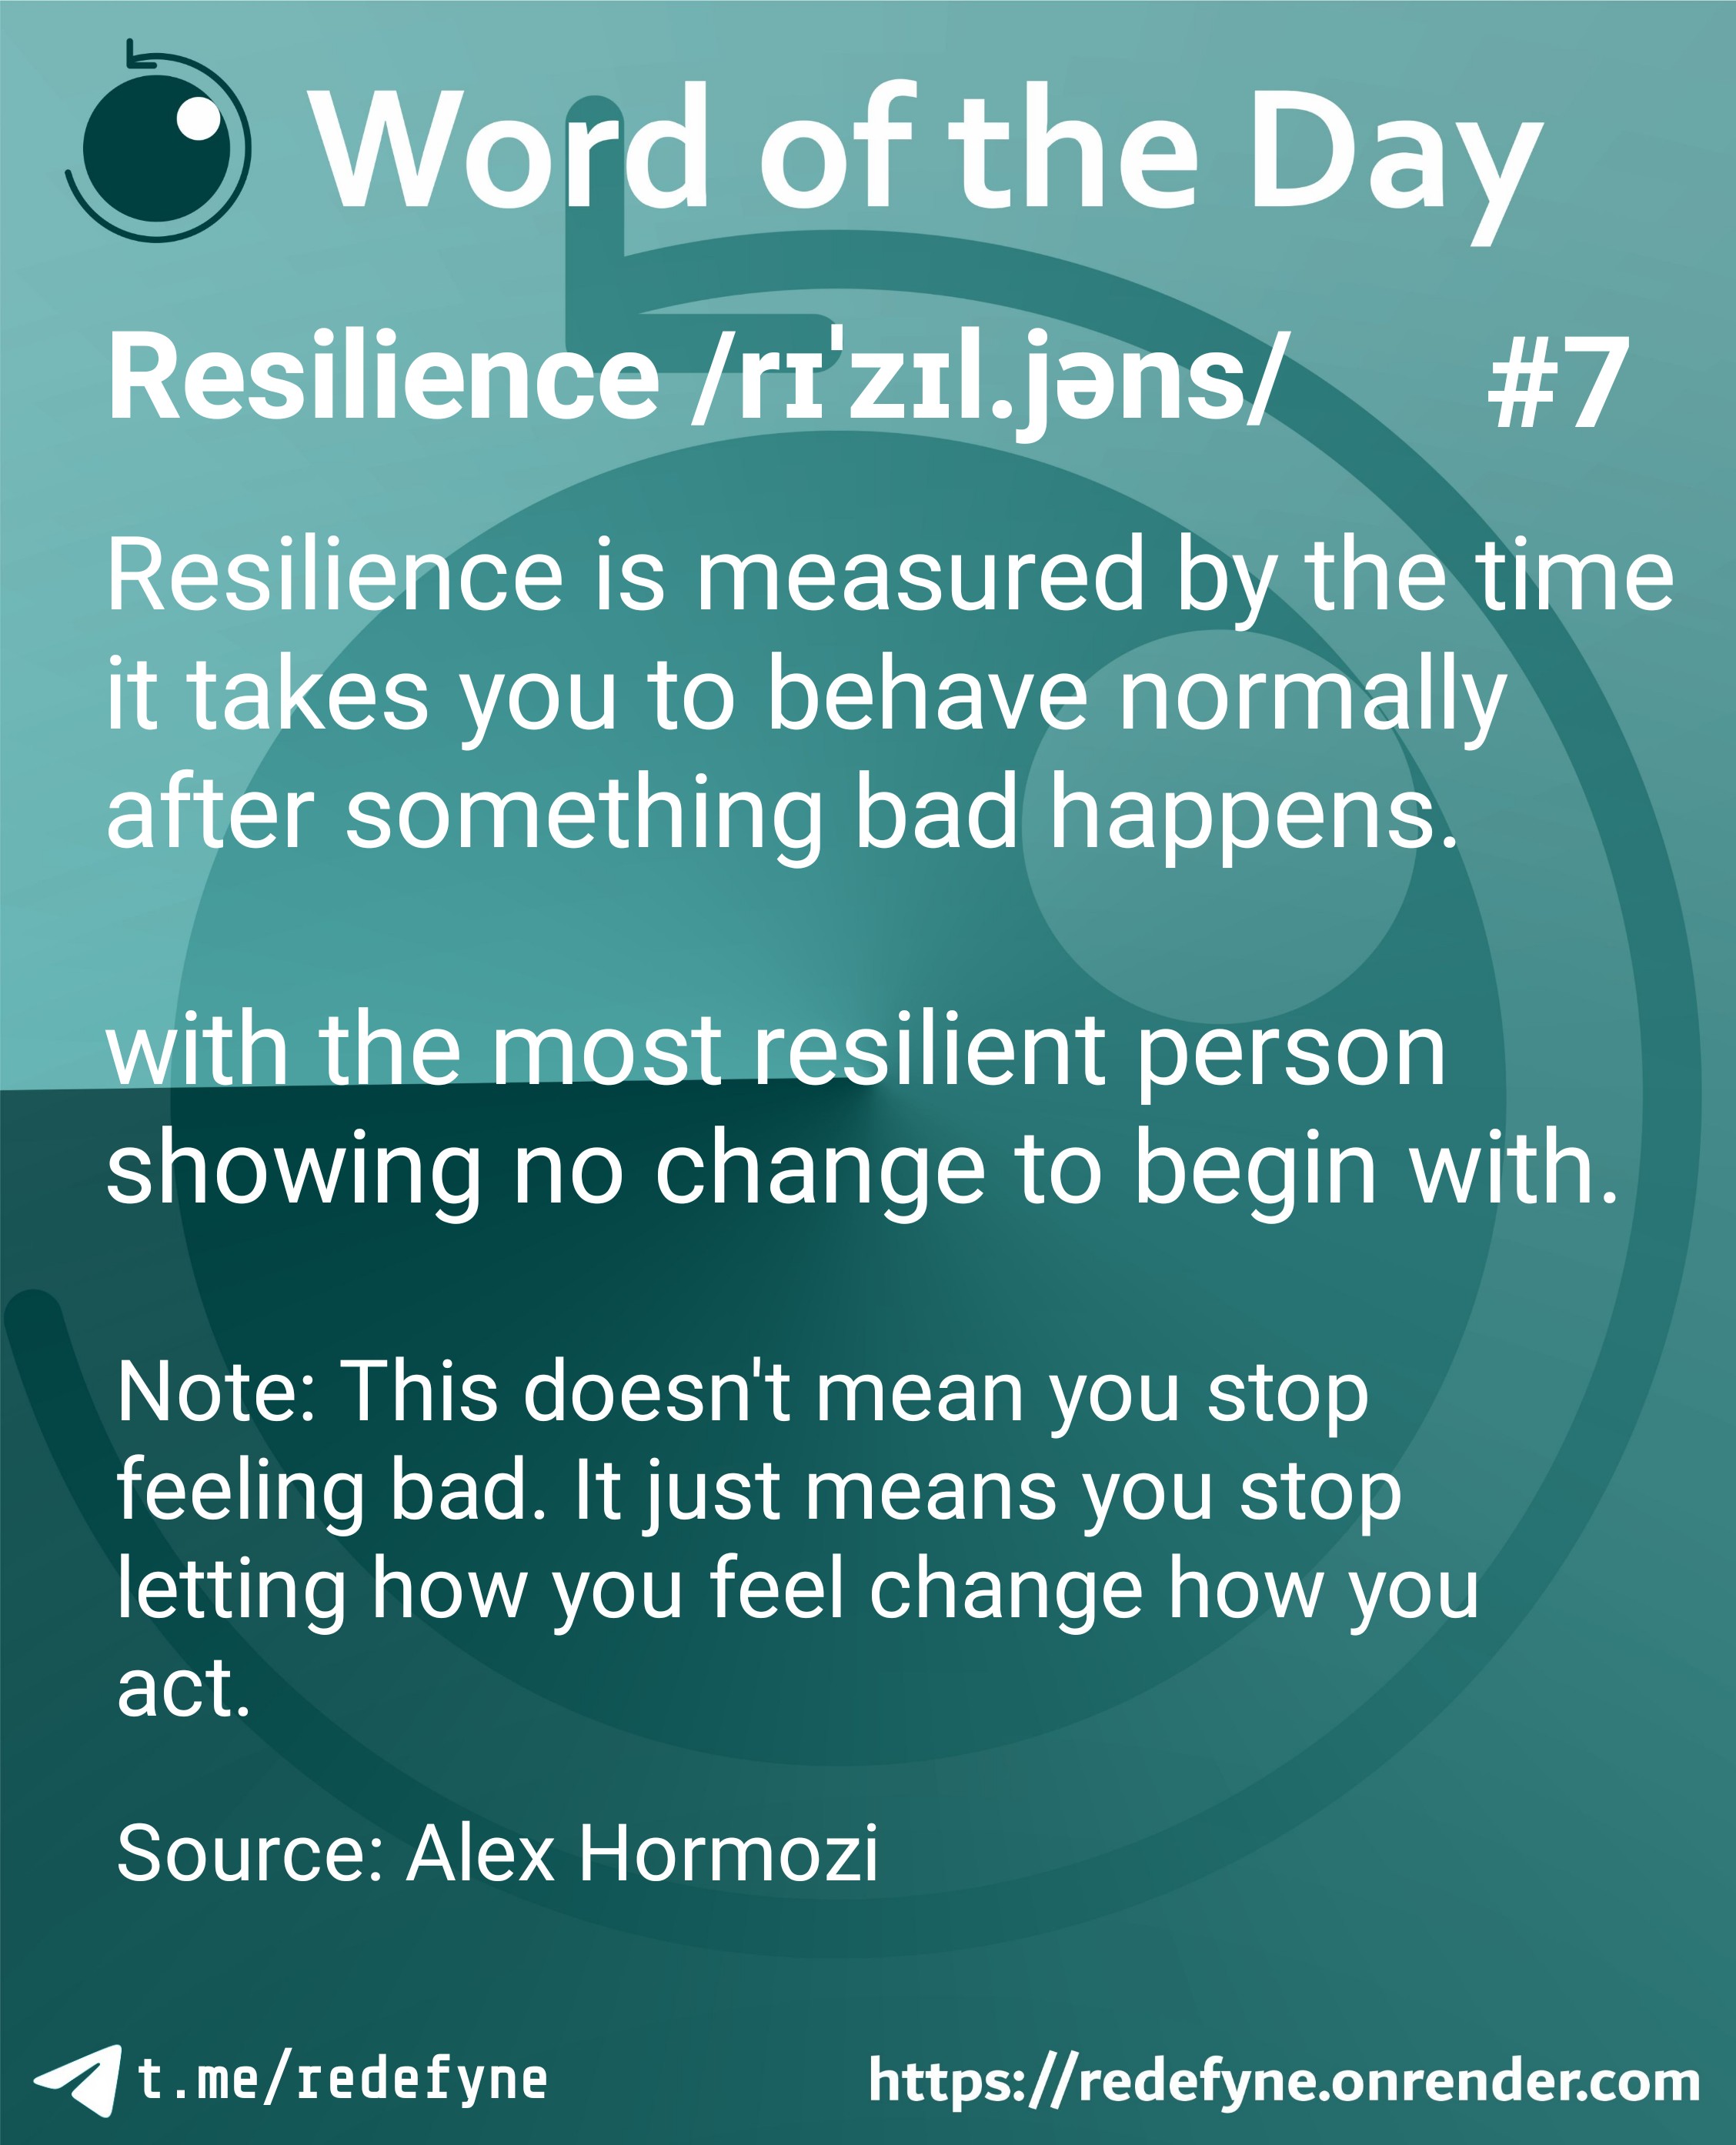 Word of the Day
Resilience /rɪˈzɪl.jəns/ #7
Resilience is measured by the time
it takes you to behave normally
after something bad happens.
with the most resilient person
showing no change to begin with.
Note: This doesn't mean you stop
feeling bad. It just means you stop
letting how you feel change how you
act.
Source: Alex Hormozi
t.me/redefyne https://redefyne.onrender.com